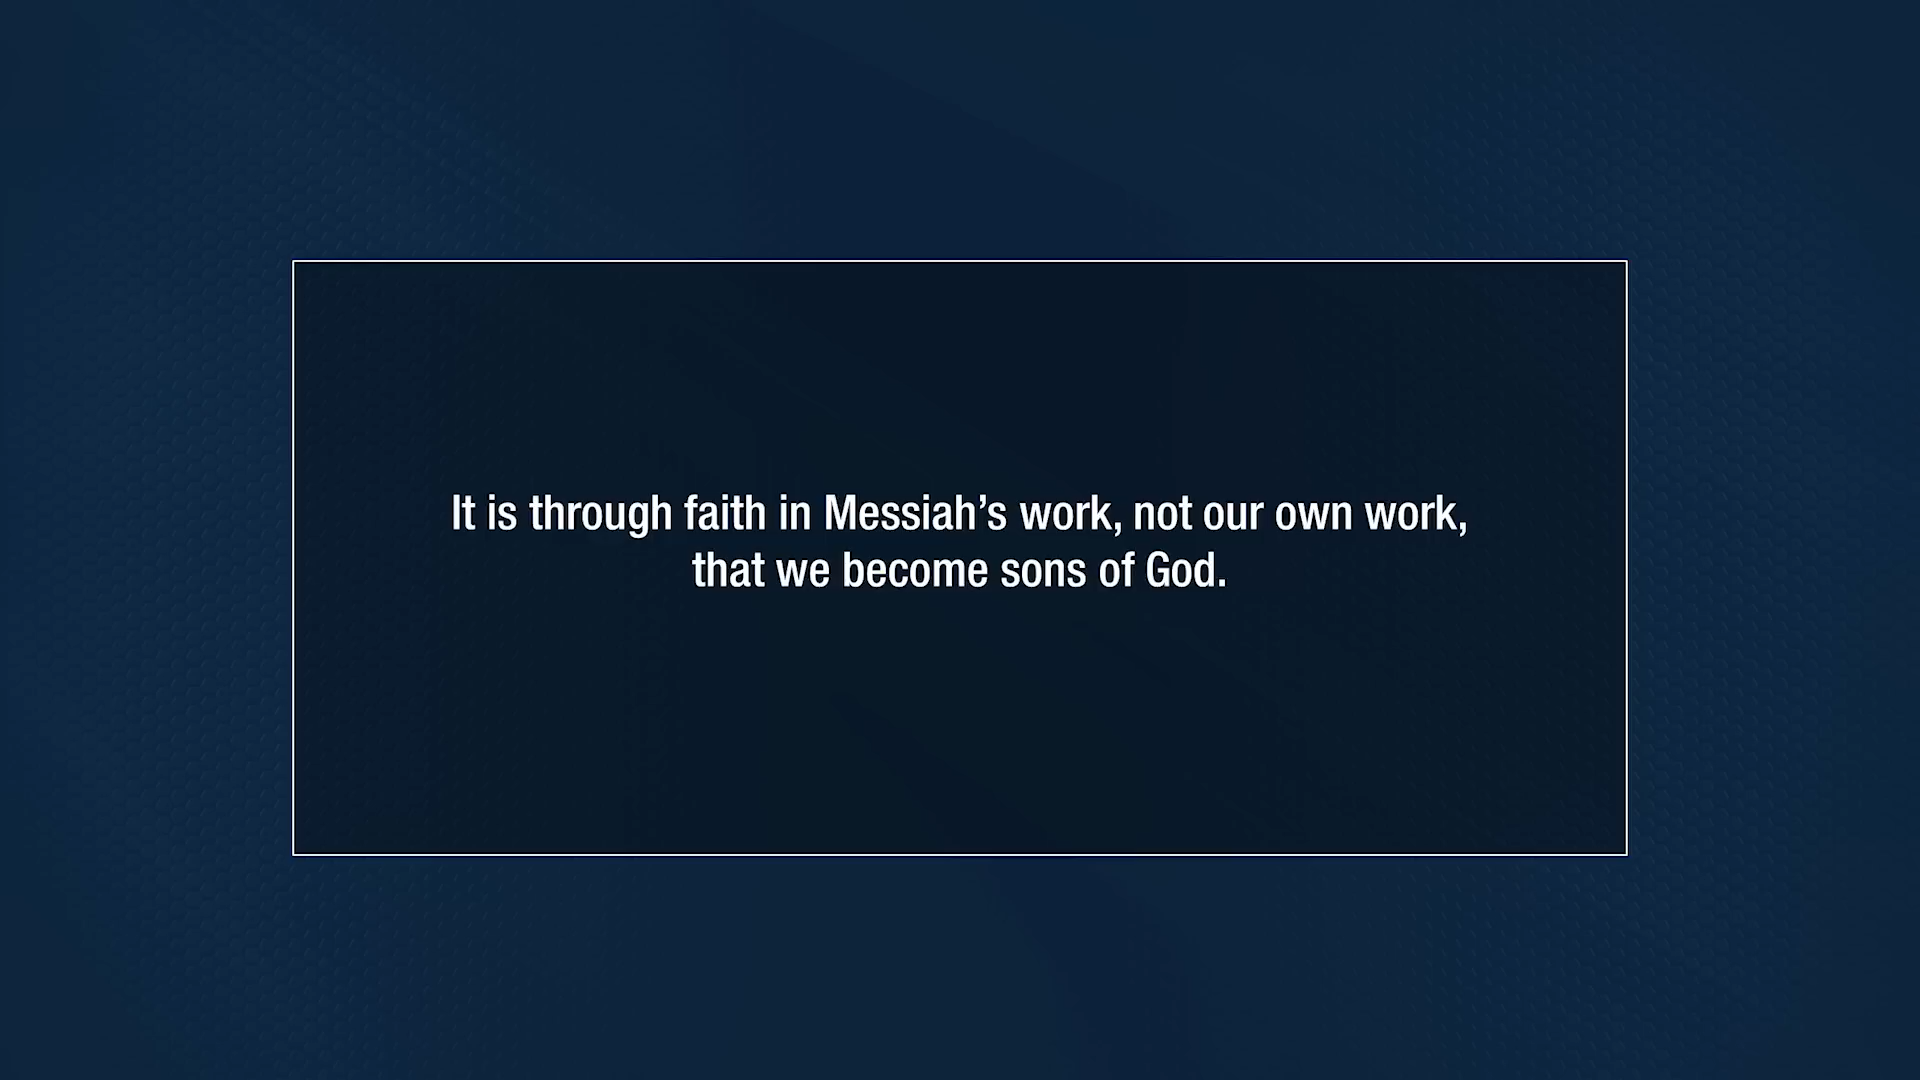 It is through faith in Messiah’s work, not our own work,
that we become sons of God.